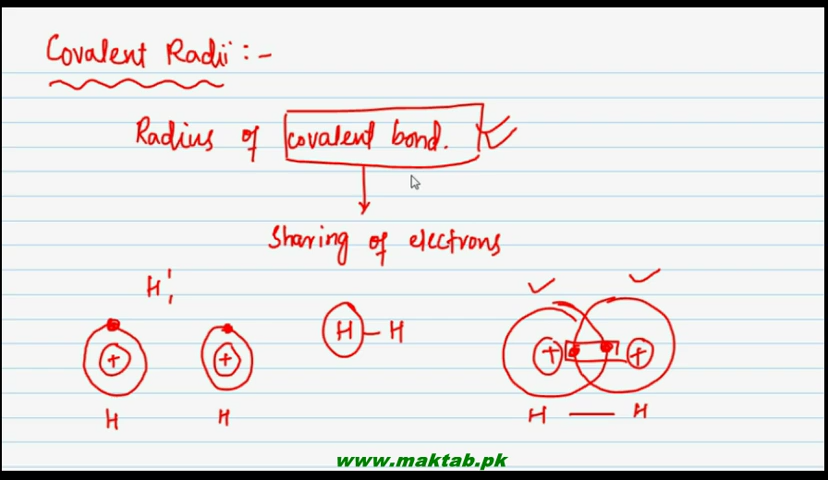 Covalent Radii :-
Radius of covalent bond.
Sharing of electrons
H
H - H
+ + + +
H H H — H
www.maktab.pk